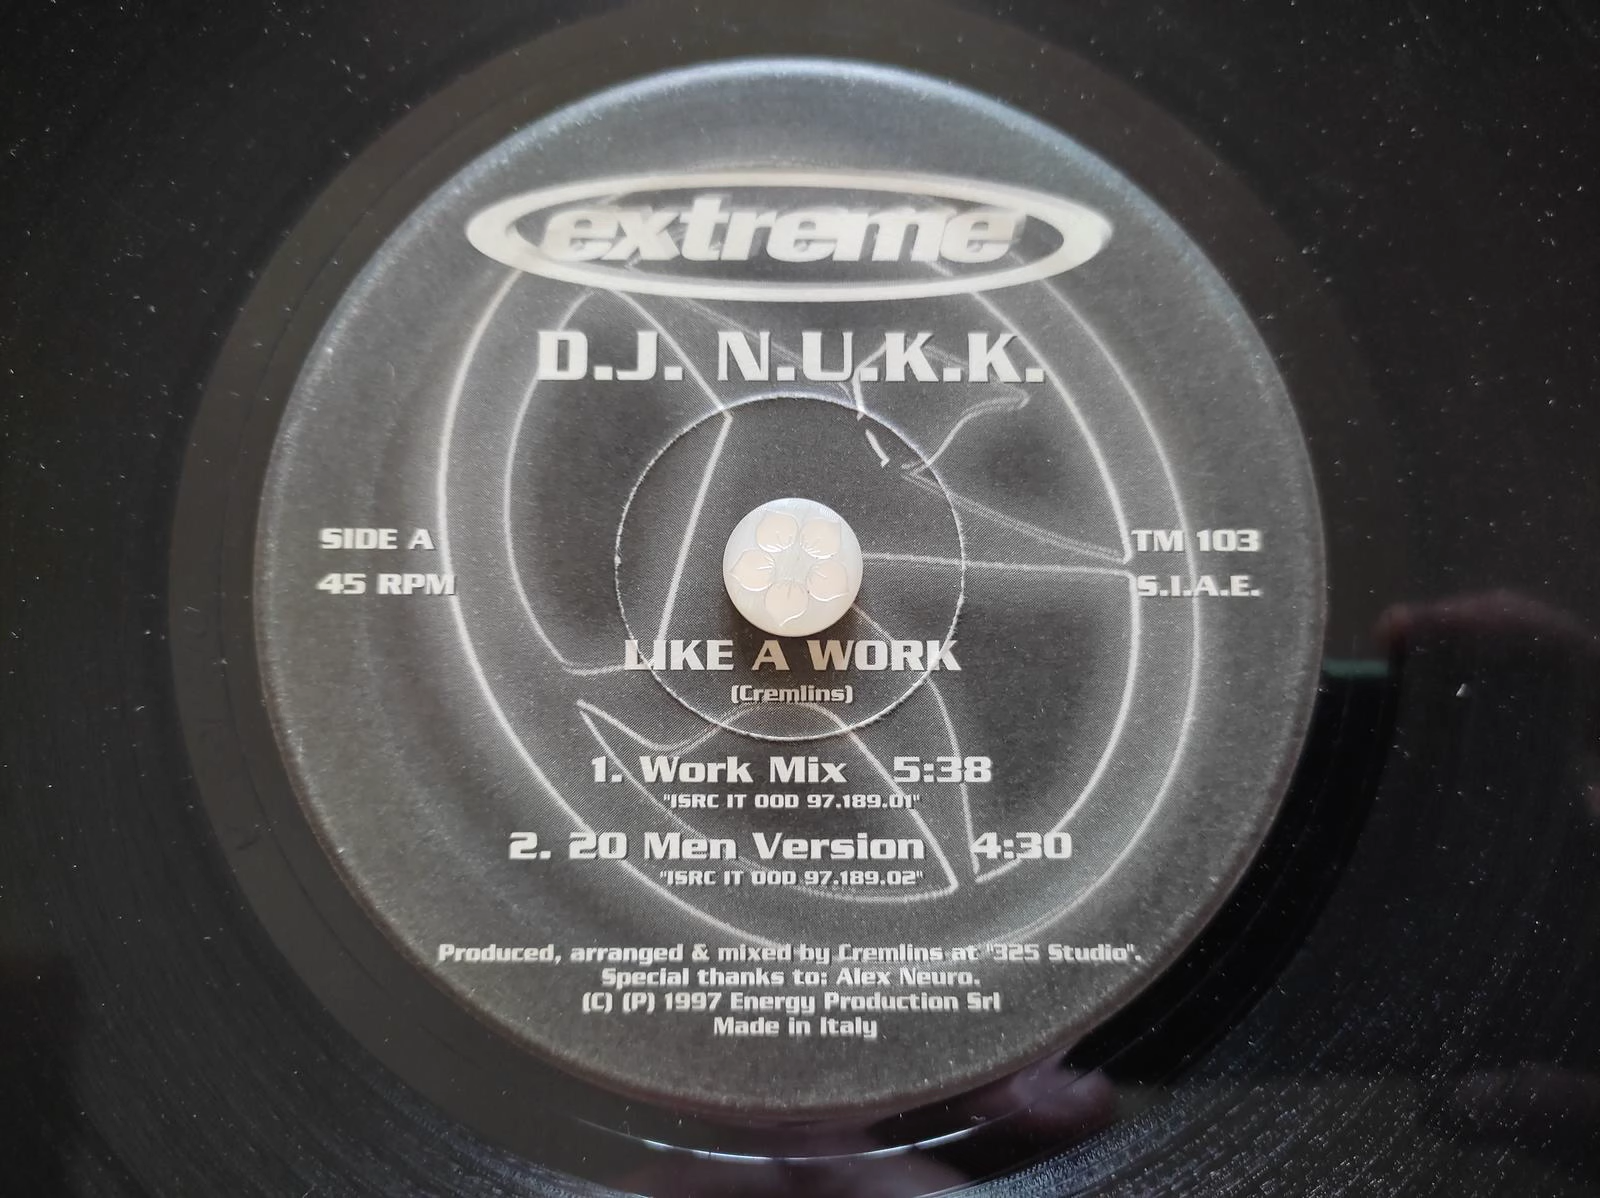 extreme
D.J. N.U.K.K.
SIDE A
TM 103
45 RPM
S.I.A.E.
LIKE A WORK
(Cremlins)
1. Work Mix 5:38
"ISRC IT OOD 97.189.01"
2. 20 Men Version 4:30
"ISRC IT OOD 97.189.02"
Produced, arranged & mixed by Cremlins at "325 Studio".
Special thanks to: Alex Neuro.
(C) (P) 1997 Energy Production Srl
Made in Italy